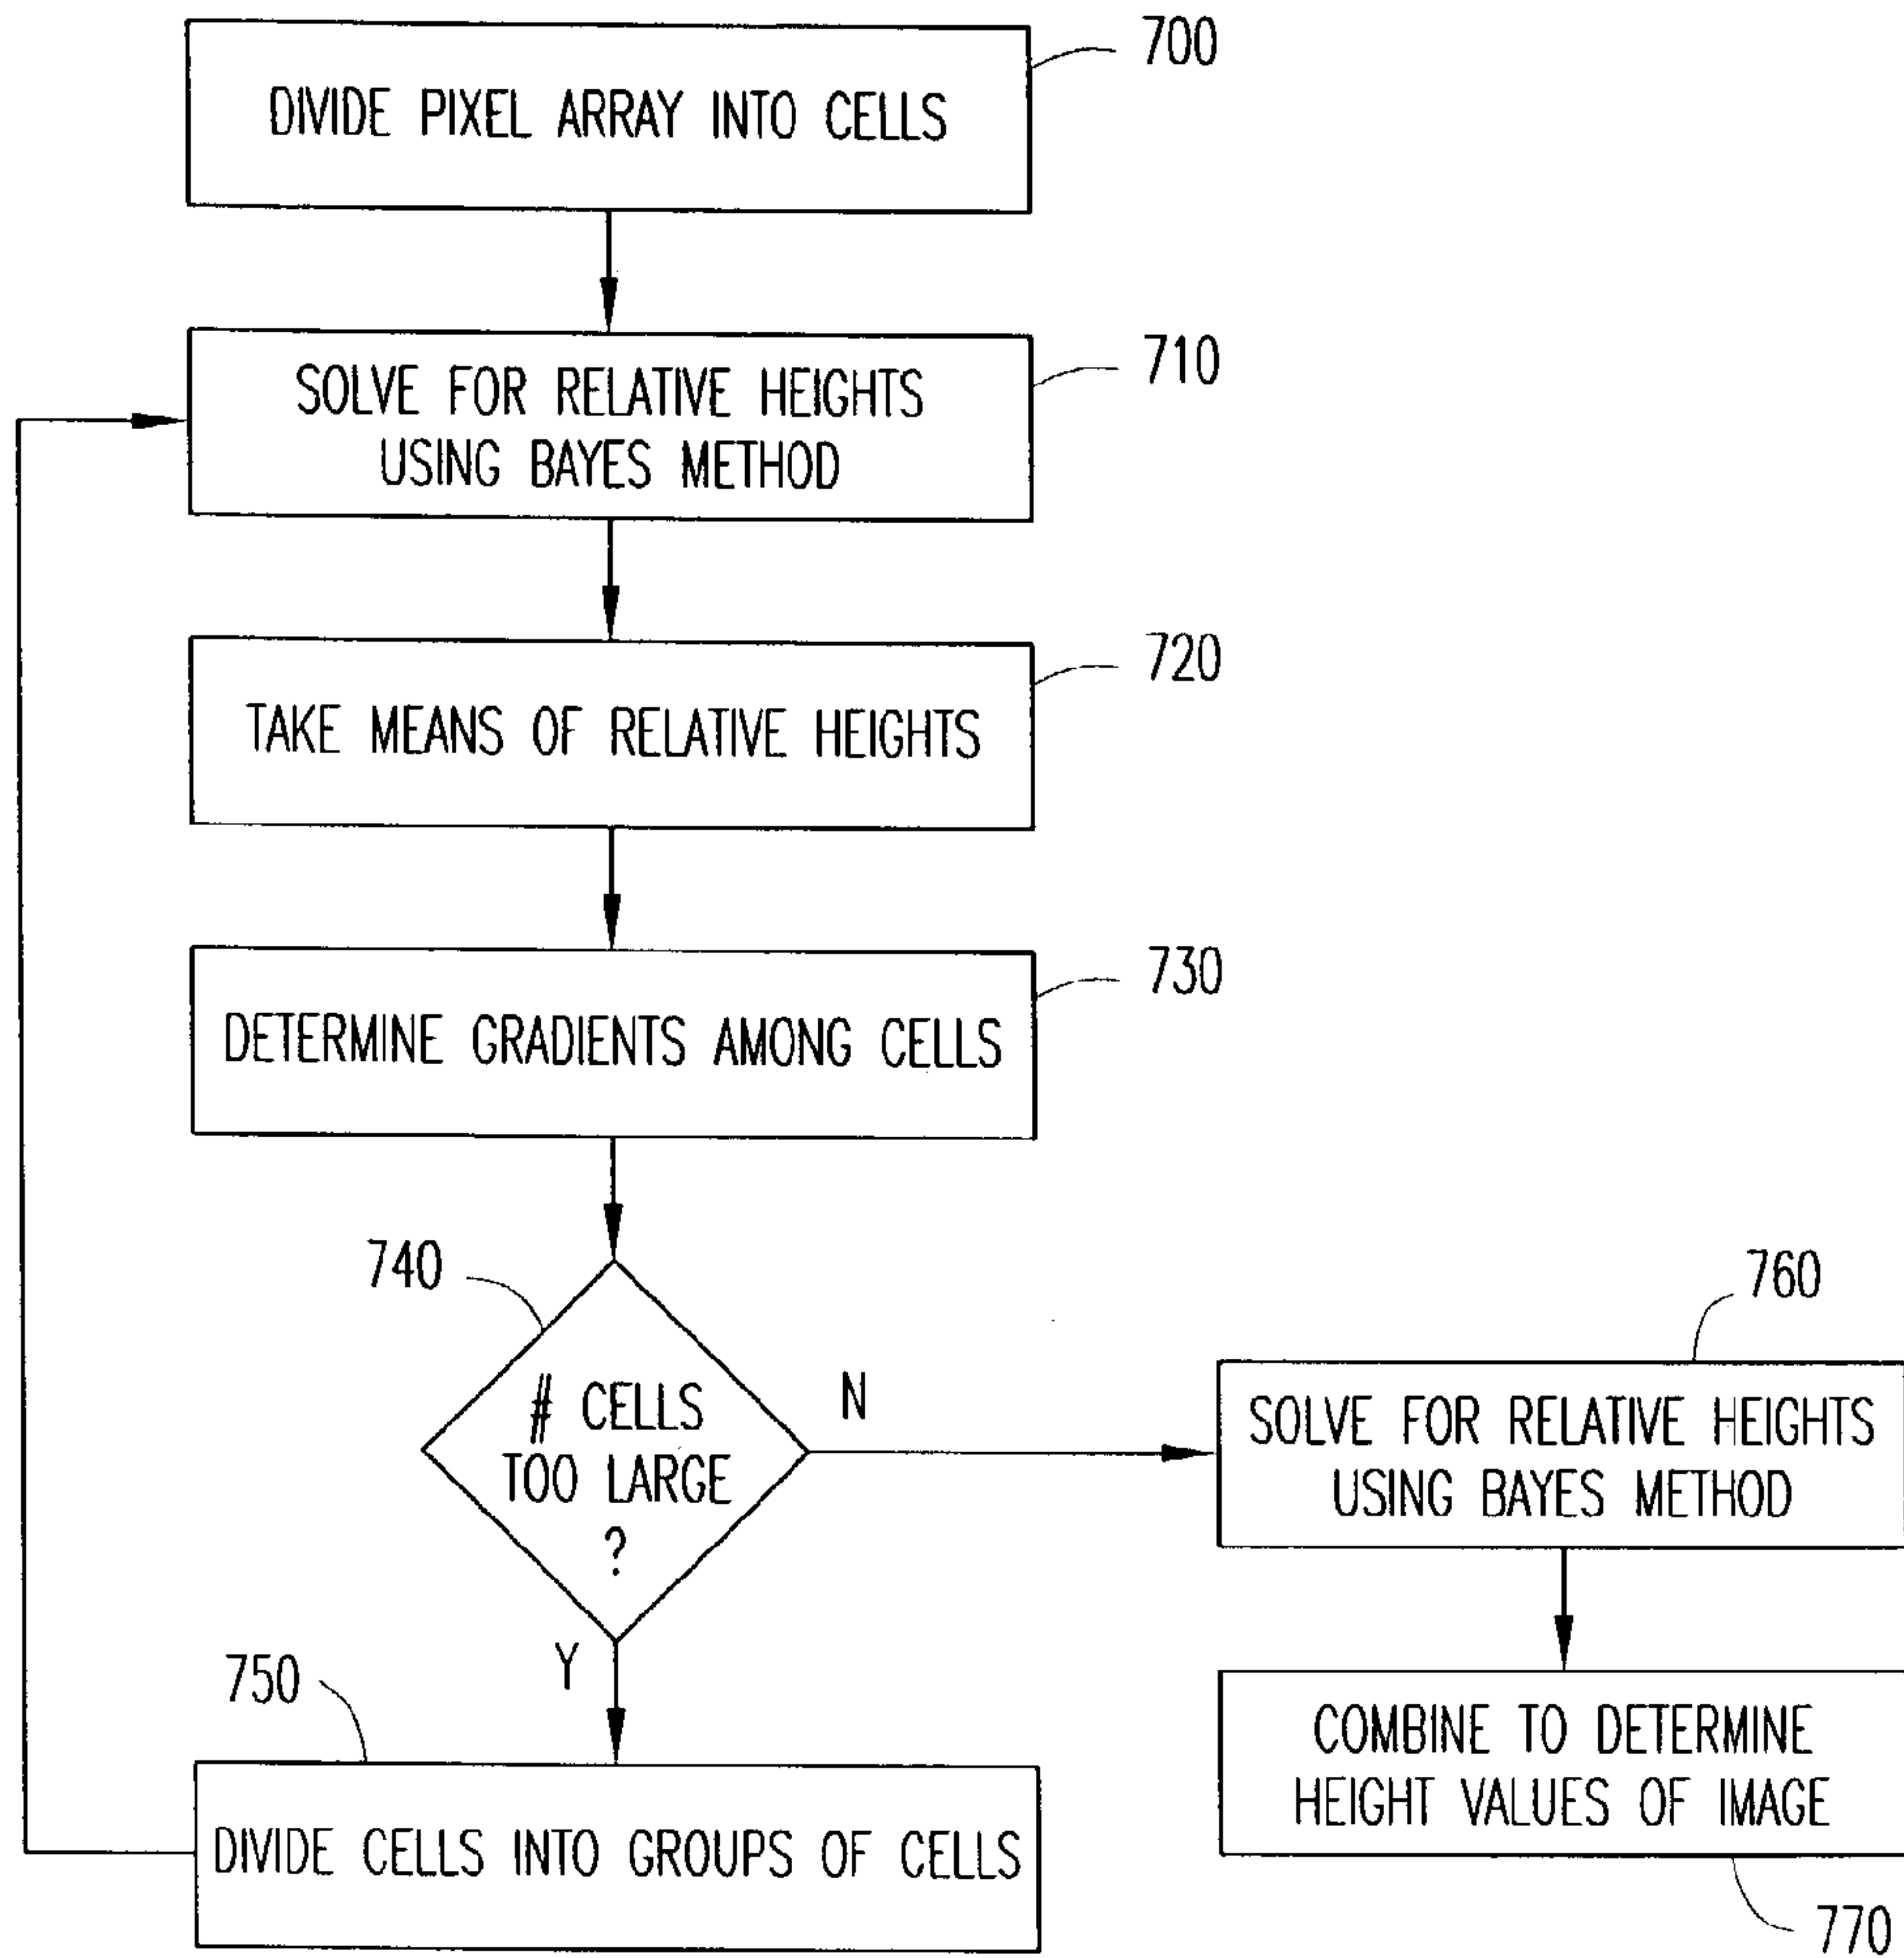 700
DIVIDE PIXEL ARRAY INTO CELLS
710
SOLVE FOR RELATIVE HEIGHTS
USING BAYES METHOD
720
TAKE MEANS OF RELATIVE HEIGHTS
730
DETERMINE GRADIENTS AMONG CELLS
740
# CELLS
TOO LARGE
?
N
Y
760
SOLVE FOR RELATIVE HEIGHTS
USING BAYES METHOD
750
DIVIDE CELLS INTO GROUPS OF CELLS
COMBINE TO DETERMINE
HEIGHT VALUES OF IMAGE
770